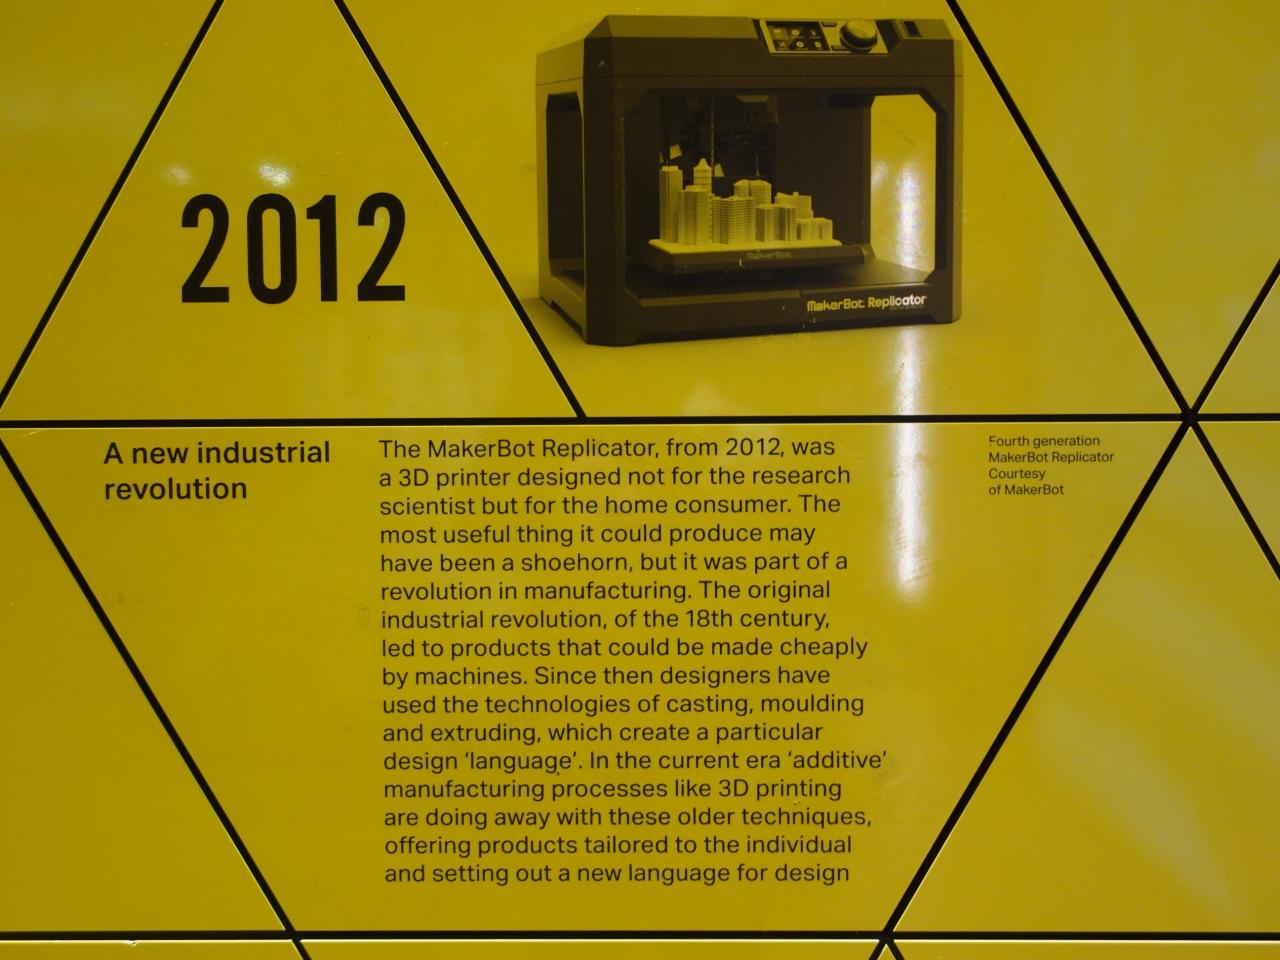 2012
MakerBot
MakerBot Replicator
A new industrial
revolution
The MakerBot Replicator, from 2012, was
a 3D printer designed not for the research
scientist but for the home consumer. The
most useful thing it could produce may
have been a shoehorn, but it was part of a
revolution in manufacturing. The original
industrial revolution, of the 18th century,
led to products that could be made cheaply
by machines. Since then designers have
used the technologies of casting, moulding
and extruding, which create a particular
design ‘language’. In the current era ‘additive’
manufacturing processes like 3D printing
are doing away with these older techniques,
offering products tailored to the individual
and setting out a new language for design
Fourth generation
MakerBot Replicator
Courtesy
of MakerBot